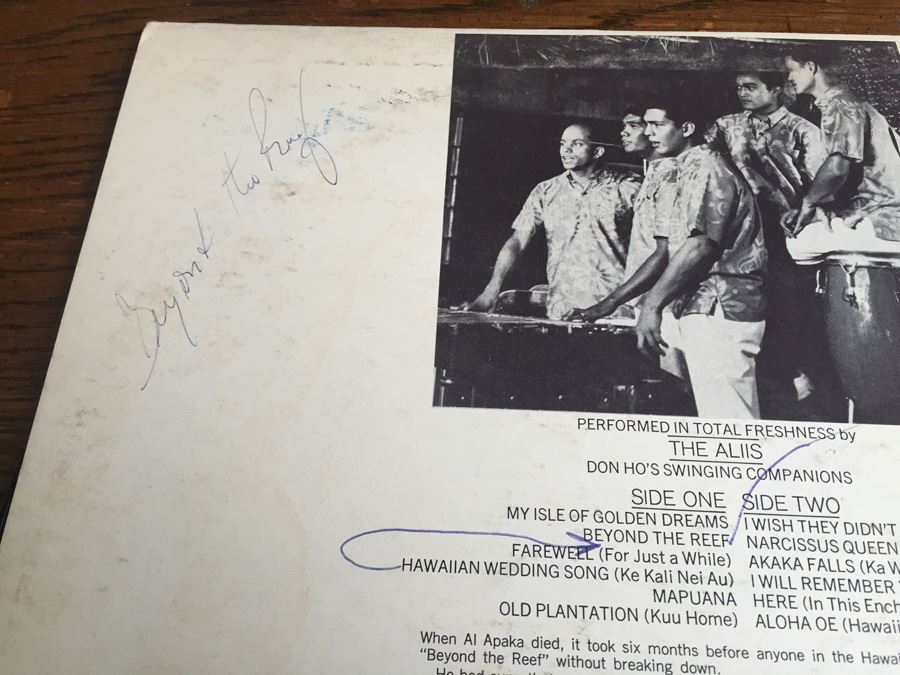 Beyond the Reef
PERFORMED IN TOTAL FRESHNESS by
THE ALIIS
DON HO'S SWINGING COMPANIONS
SIDE ONE
MY ISLE OF GOLDEN DREAMS
BEYOND THE REEF
FAREWELL (For Just a While)
HAWAIIAN WEDDING SONG (Ke Kali Nei Au)
MAPUANA
OLD PLANTATION (Kuu Home)
SIDE TWO
I WISH THEY DIDN'T
NARCISSUS QUEEN
AKAKA FALLS (Ka W
I WILL REMEMBER
HERE (In This Ench
ALOHA OE (Hawaii
When Al Apaka died, it took six months before anyone in the Hawai
"Beyond the Reef" without breaking down.
He had